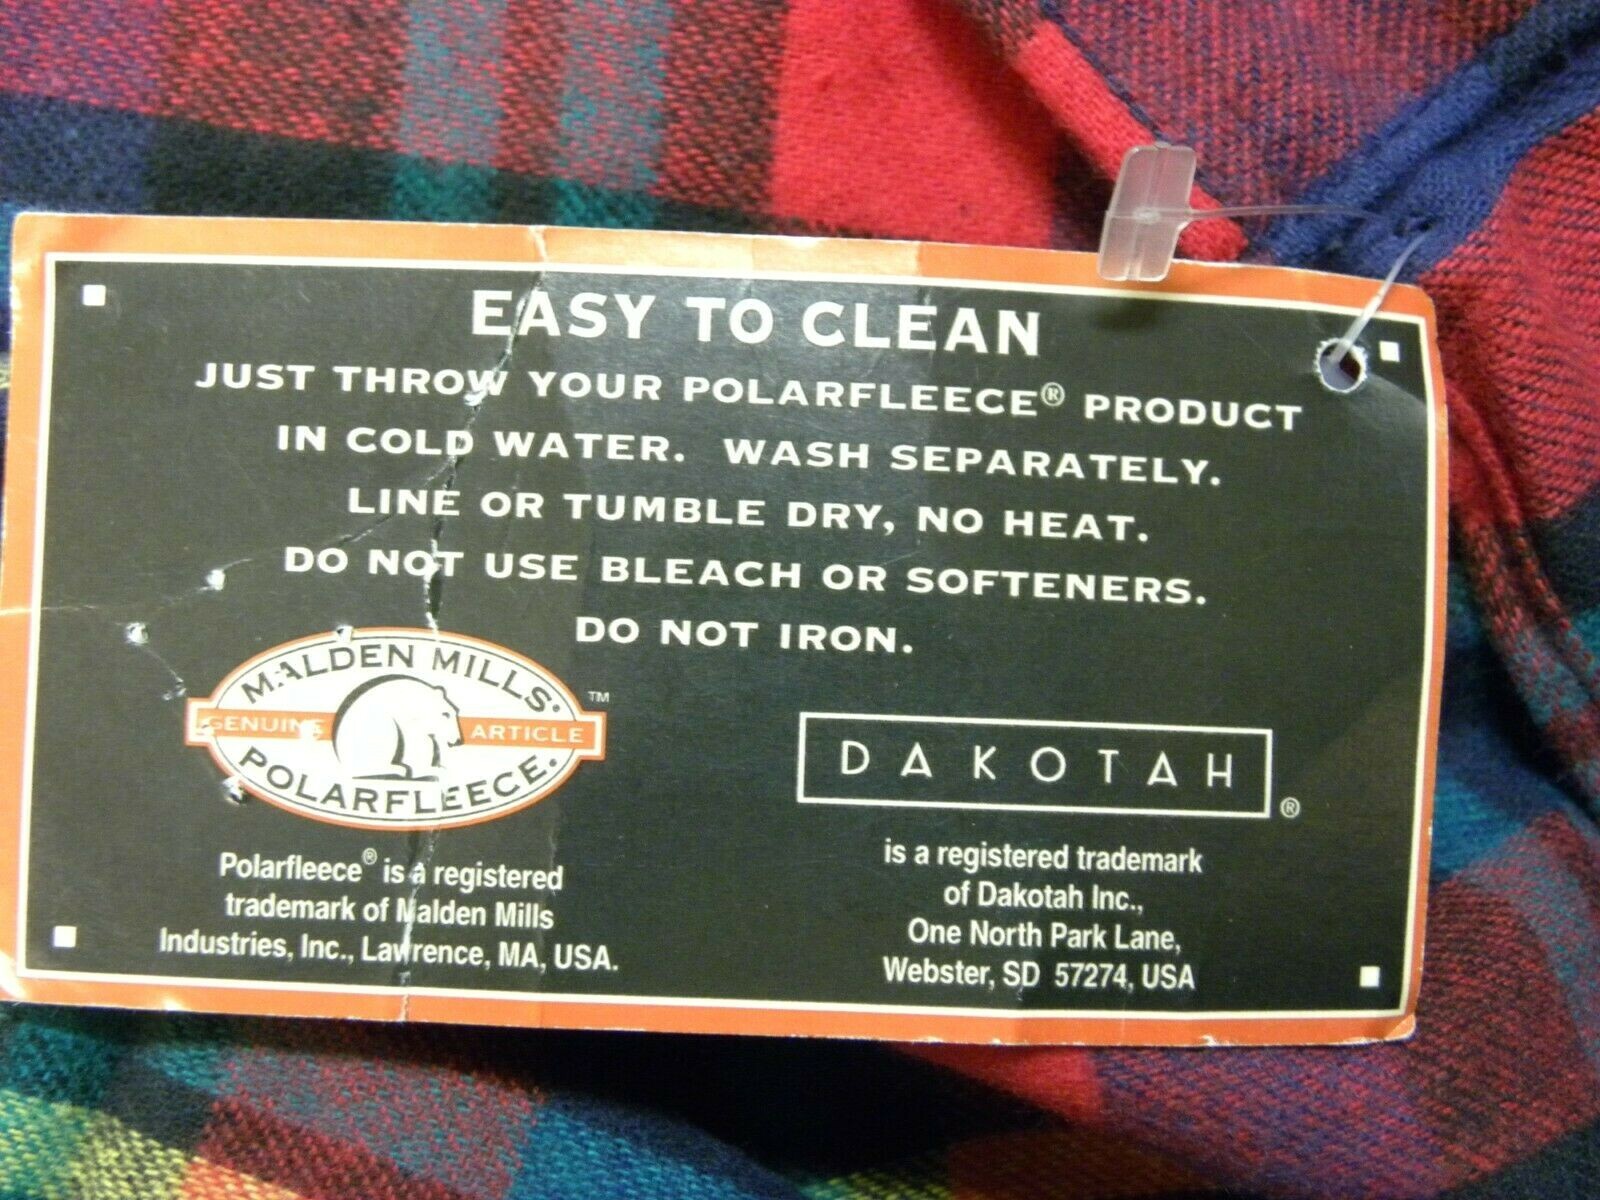 EASY TO CLEAN
JUST THROW YOUR POLARFLEECE® PRODUCT
IN COLD WATER. WASH SEPARATELY.
LINE OR TUMBLE DRY, NO HEAT.
DO NOT USE BLEACH OR SOFTENERS.
DO NOT IRON.
MALDEN MILLS®
GENUINE ARTICLE ™
POLARFLEECE.
Polarfleece® is a registered
trademark of Malden Mills
Industries, Inc., Lawrence, MA, USA.
DAKOTAH ®
is a registered trademark
of Dakotah Inc.,
One North Park Lane,
Webster, SD 57274, USA